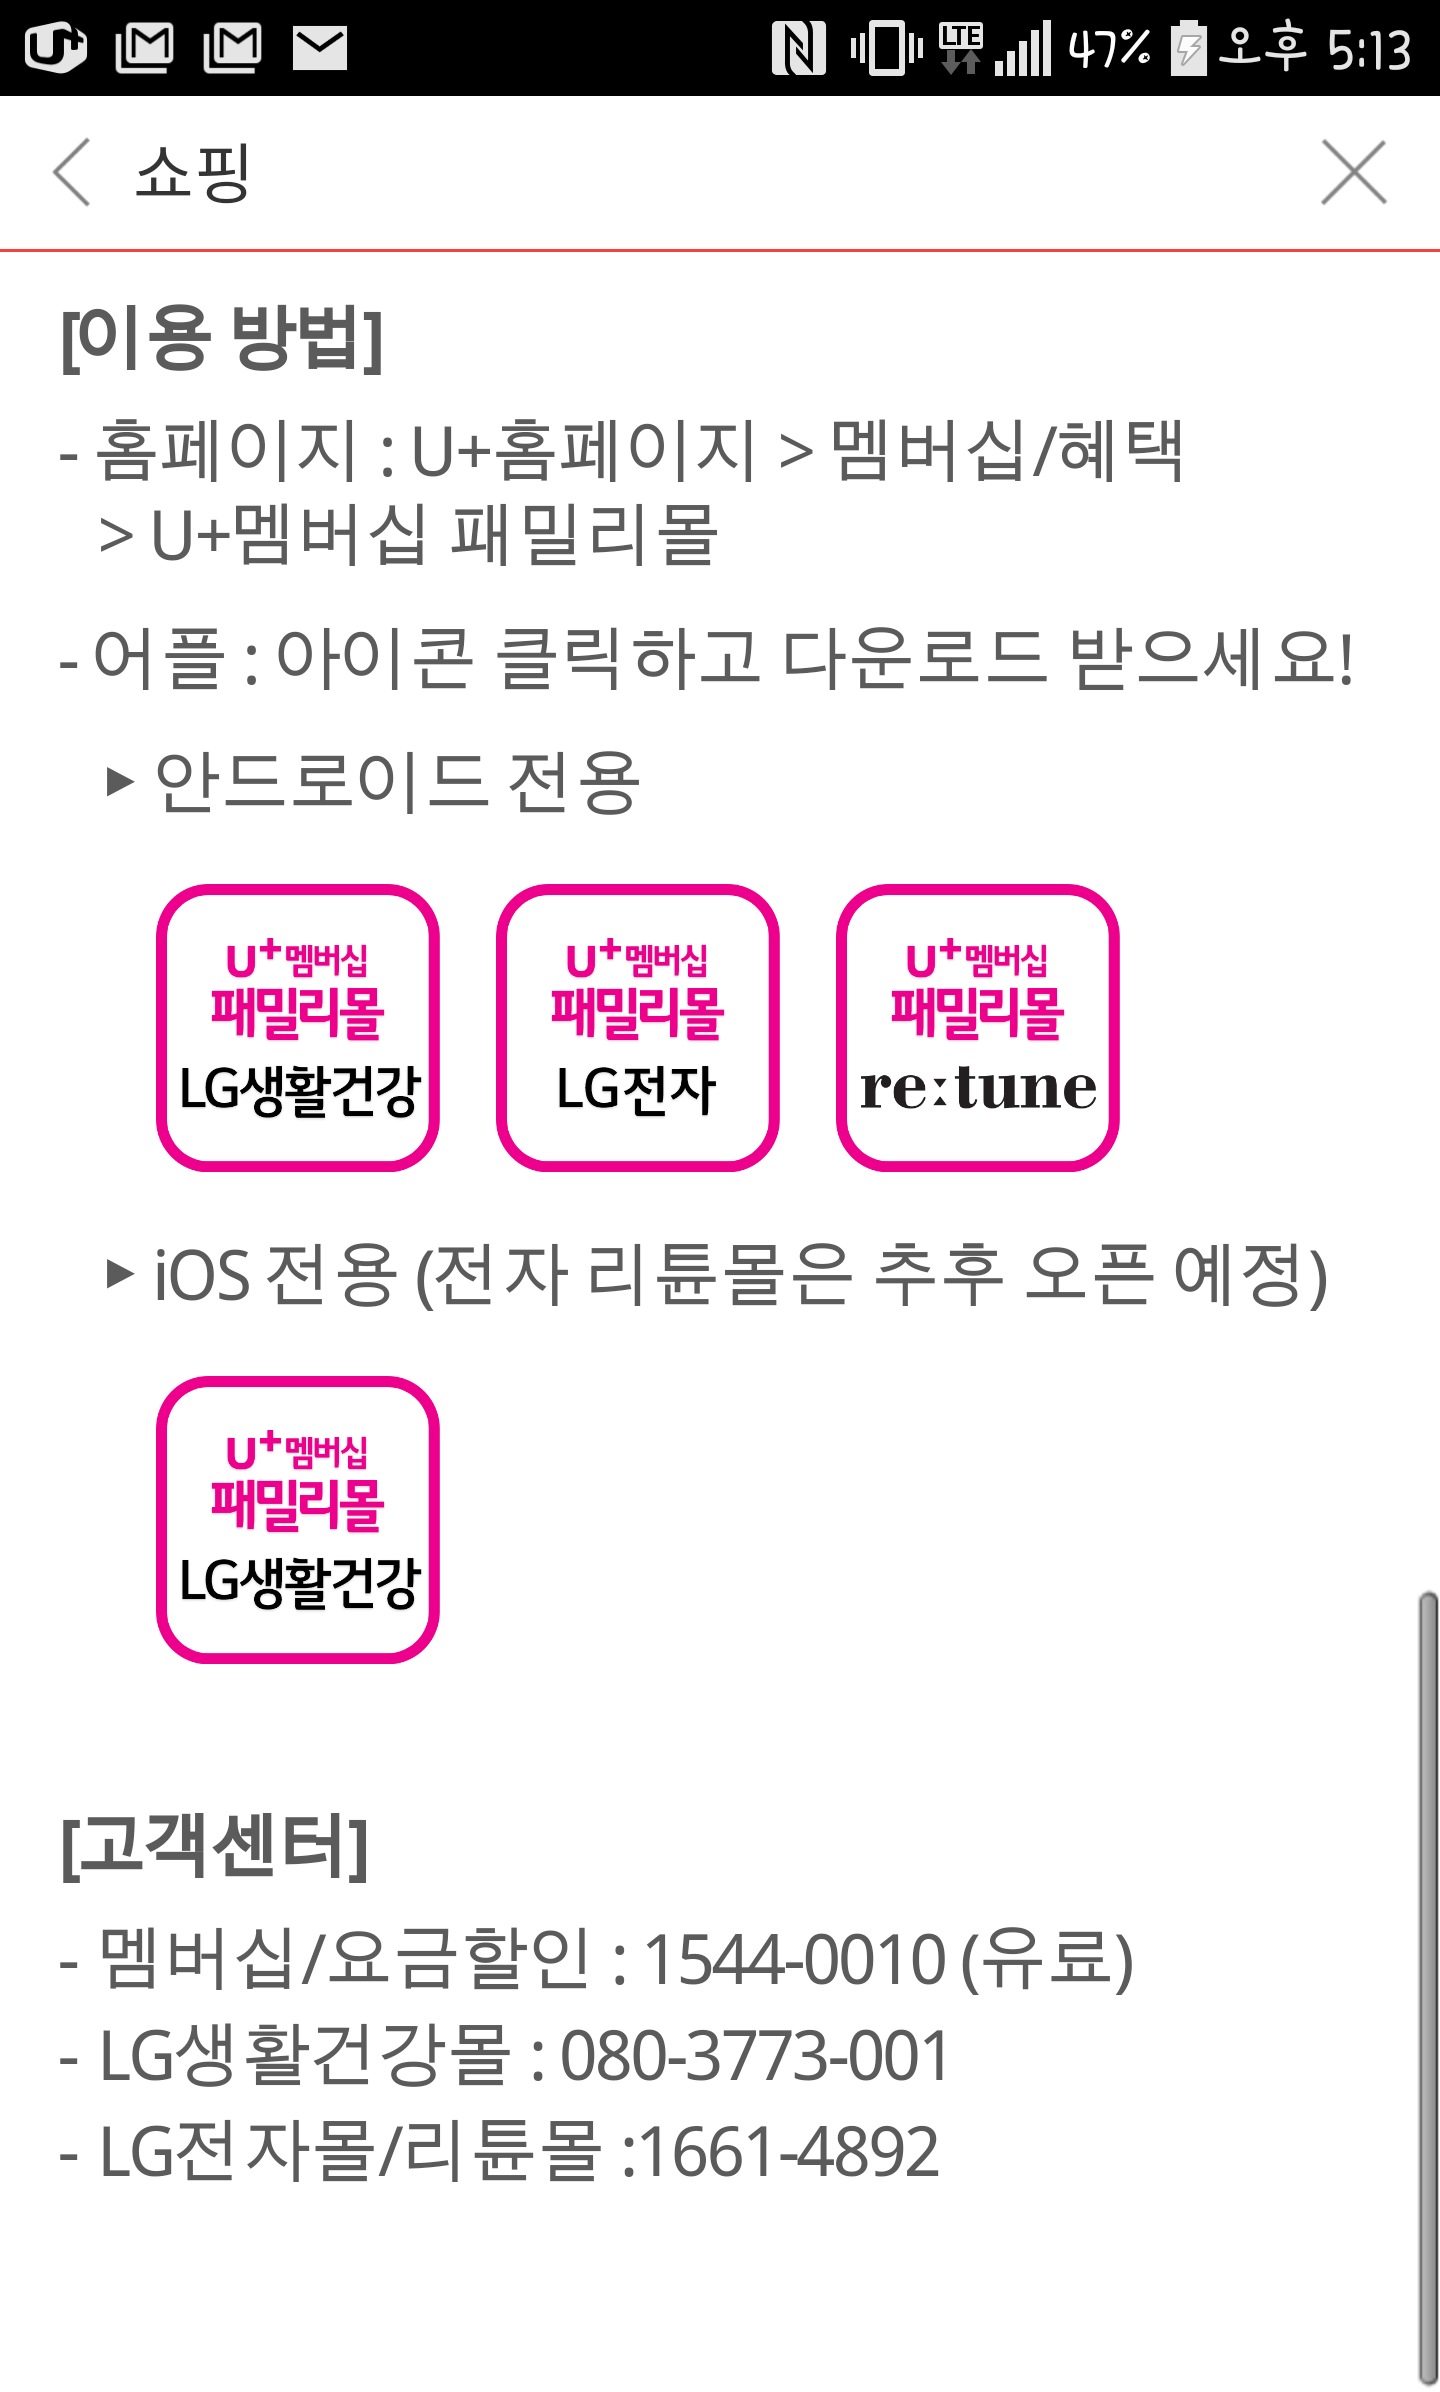 U+
LTE
47% 오후 5:13
쇼핑
[이용 방법]
- 홈페이지 : U+홈페이지 > 멤버십/혜택
> U+멤버십 패밀리몰
- 어플 : 아이콘 클릭하고 다운로드 받으세요!
▶ 안드로이드 전용
U+멤버십
패밀리몰
LG생활건강
U+멤버십
패밀리몰
LG전자
U+멤버십
패밀리몰
re:tune
▶ iOS 전용 (전자 리튠몰은 추후 오픈 예정)
U+멤버십
패밀리몰
LG생활건강
[고객센터]
- 멤버십/요금할인 : 1544-0010 (유료)
- LG생활건강몰 : 080-3773-001
- LG전자몰/리튠몰 :1661-4892